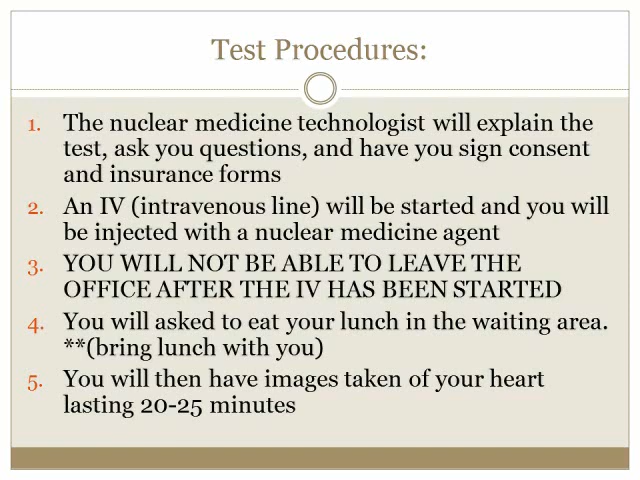 Test Procedures:
1. The nuclear medicine technologist will explain the
test, ask you questions, and have you sign consent
and insurance forms
2. An IV (intravenous line) will be started and you will
be injected with a nuclear medicine agent
3. YOU WILL NOT BE ABLE TO LEAVE THE
OFFICE AFTER THE IV HAS BEEN STARTED
4. You will asked to eat your lunch in the waiting area.
**(bring lunch with you)
5. You will then have images taken of your heart
lasting 20-25 minutes